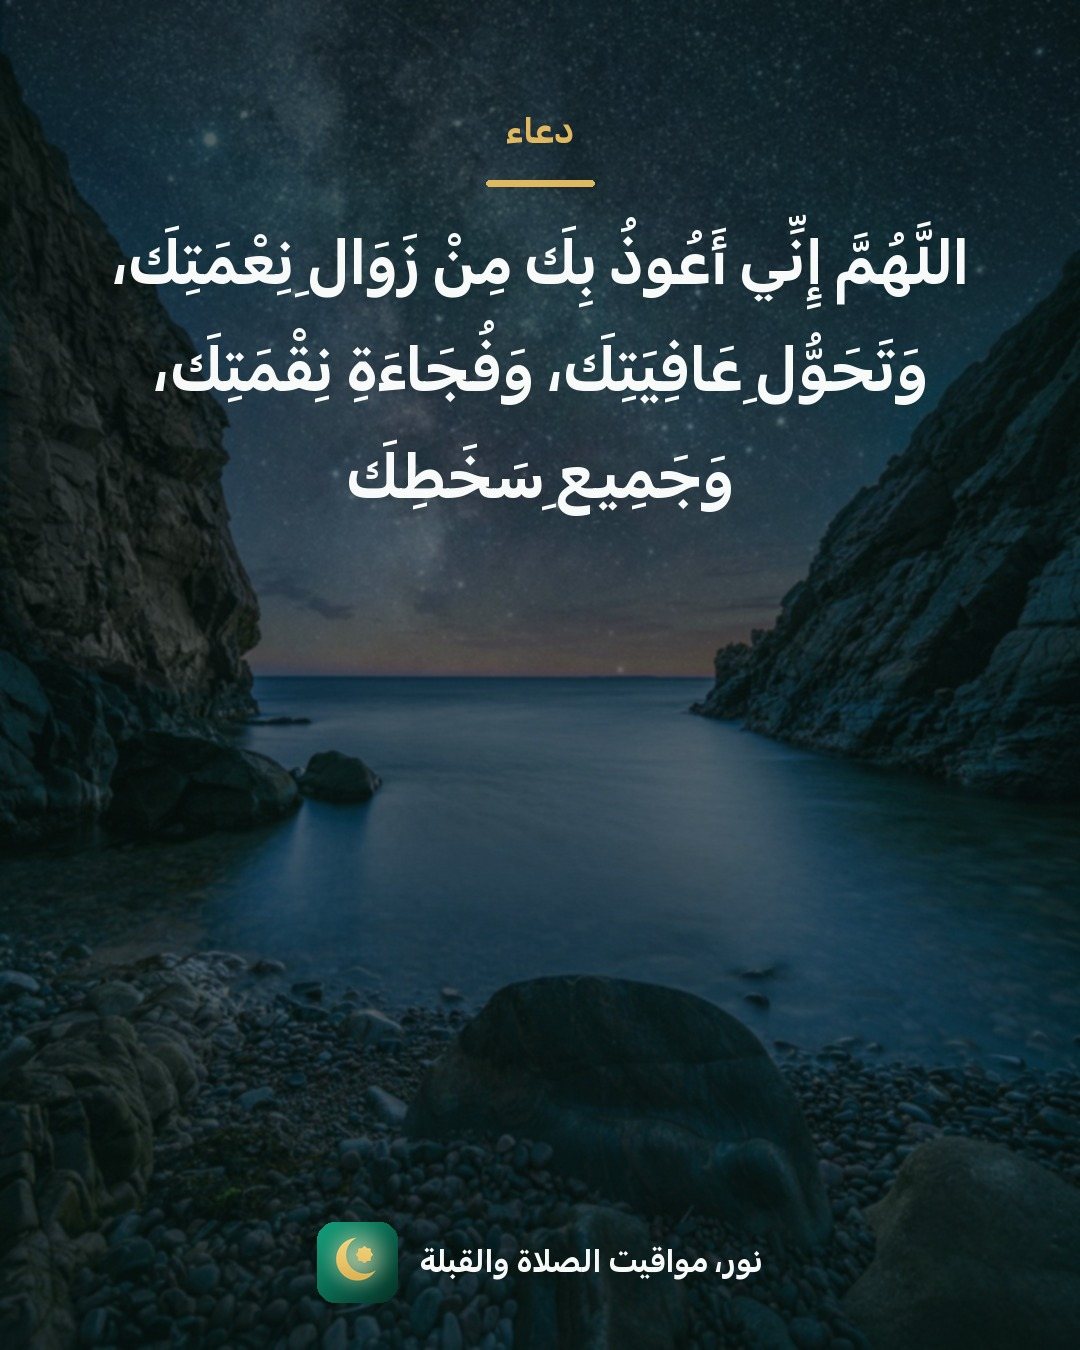 دعاء
اللَّهُمَّ إِنِّي أَعُوذُ بِكَ مِنْ زَوَالِ نِعْمَتِكَ،
وَتَحَوُّلِ عَافِيَتِكَ، وَفُجَاءَةِ نِقْمَتِكَ،
وَجَمِيعِ سَخَطِكَ
نور، مواقيت الصلاة والقبلة